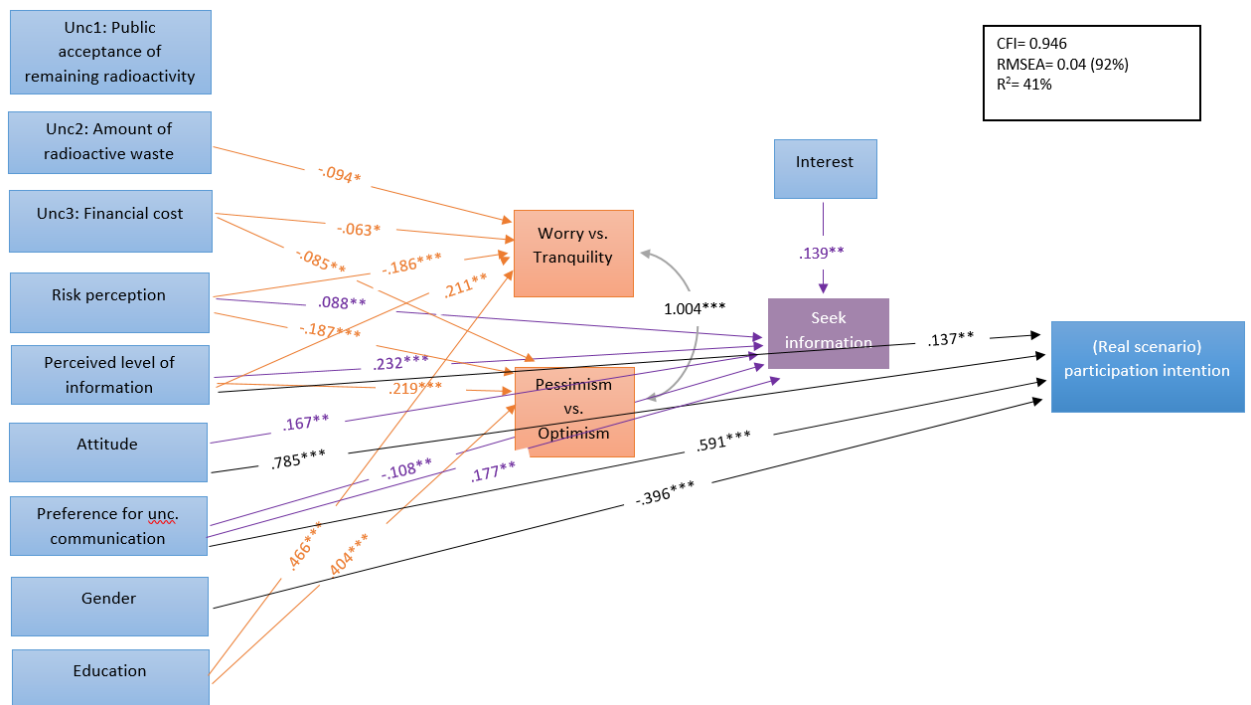 Unc1: Public
acceptance of
remaining radioactivity
CFI= 0.946
RMSEA= 0.04 (92%)
R²= 41%
Unc2: Amount of
radioactive waste
Interest
-.094*
Unc3: Financial cost
-.063*
Worry vs.
Tranquility
-.085**
-.186***
.139**
.211**
Risk perception
.088**
1.004***
Seek
information
-.187***
.137**
(Real scenario)
participation intention
Perceived level of
information
.232***
.219***
Pessimism
vs.
Optimism
.167**
Attitude
.785***
.591***
-.108**
.177**
-.396***
Preference for unc.
communication
.466***
.404***
Gender
Education